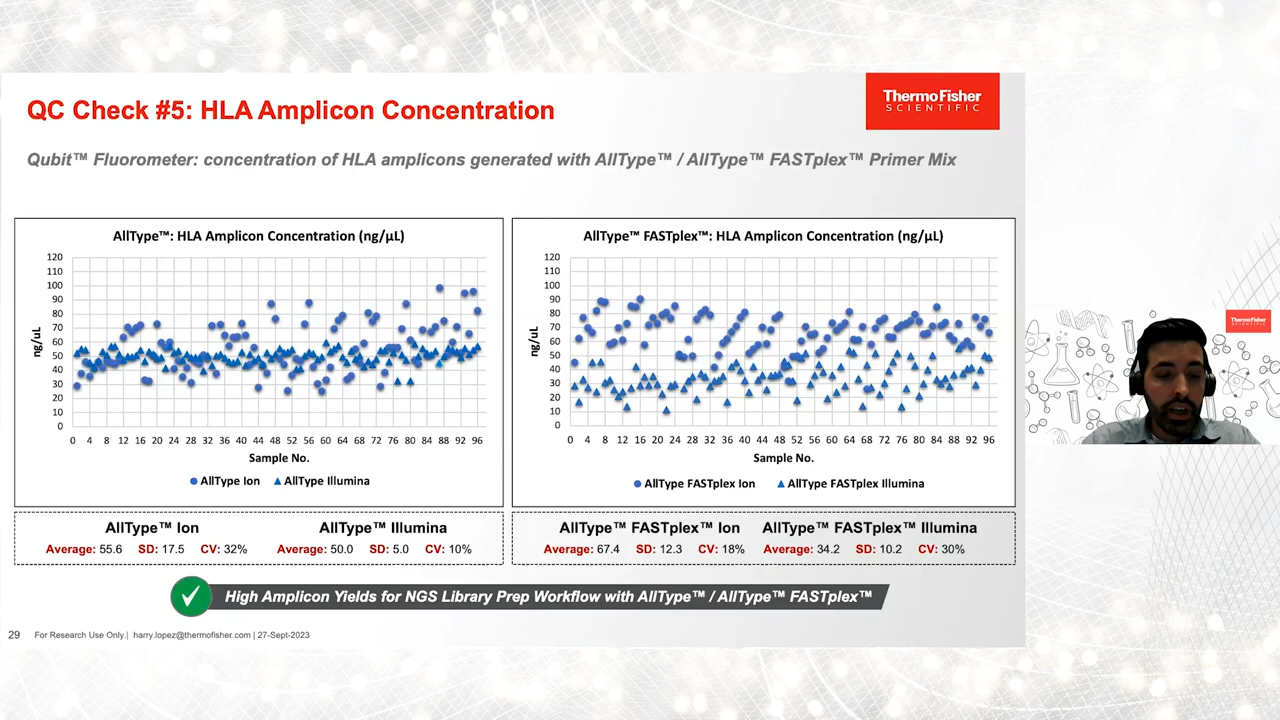 QC Check #5: HLA Amplicon Concentration
ThermoFisher
SCIENTIFIC
Qubit™ Fluorometer: concentration of HLA amplicons generated with AllType™ / AllType™ FASTplex™ Primer Mix
AllType™: HLA Amplicon Concentration (ng/µL)
120
110
100
90
80
70
60
50
40
30
20
10
0
ng/uL
0 4 8 12 16 20 24 28 32 36 40 44 48 52 56 60 64 68 72 76 80 84 88 92 96
Sample No.
AllType Ion AllType Illumina
AllType™ FASTplex™: HLA Amplicon Concentration (ng/µL)
120
110
100
90
80
70
60
50
40
30
20
10
0
ng/uL
0 4 8 12 16 20 24 28 32 36 40 44 48 52 56 60 64 68 72 76 80 84 88 92 96
Sample No.
AllType FASTplex Ion AllType FASTplex Illumina
AllType™ Ion AllType™ Illumina
Average: 55.6 SD: 17.5 CV: 32% Average: 50.0 SD: 5.0 CV: 10%
AllType™ FASTplex™ Ion AllType™ FASTplex™ Illumina
Average: 67.4 SD: 12.3 CV: 18% Average: 34.2 SD: 10.2 CV: 30%
High Amplicon Yields for NGS Library Prep Workflow with AllType™ / AllType™ FASTplex™
29 For Research Use Only.| harry.lopez@thermofisher.com | 27-Sept-2023
ThermoFisher
SCIENTIFIC